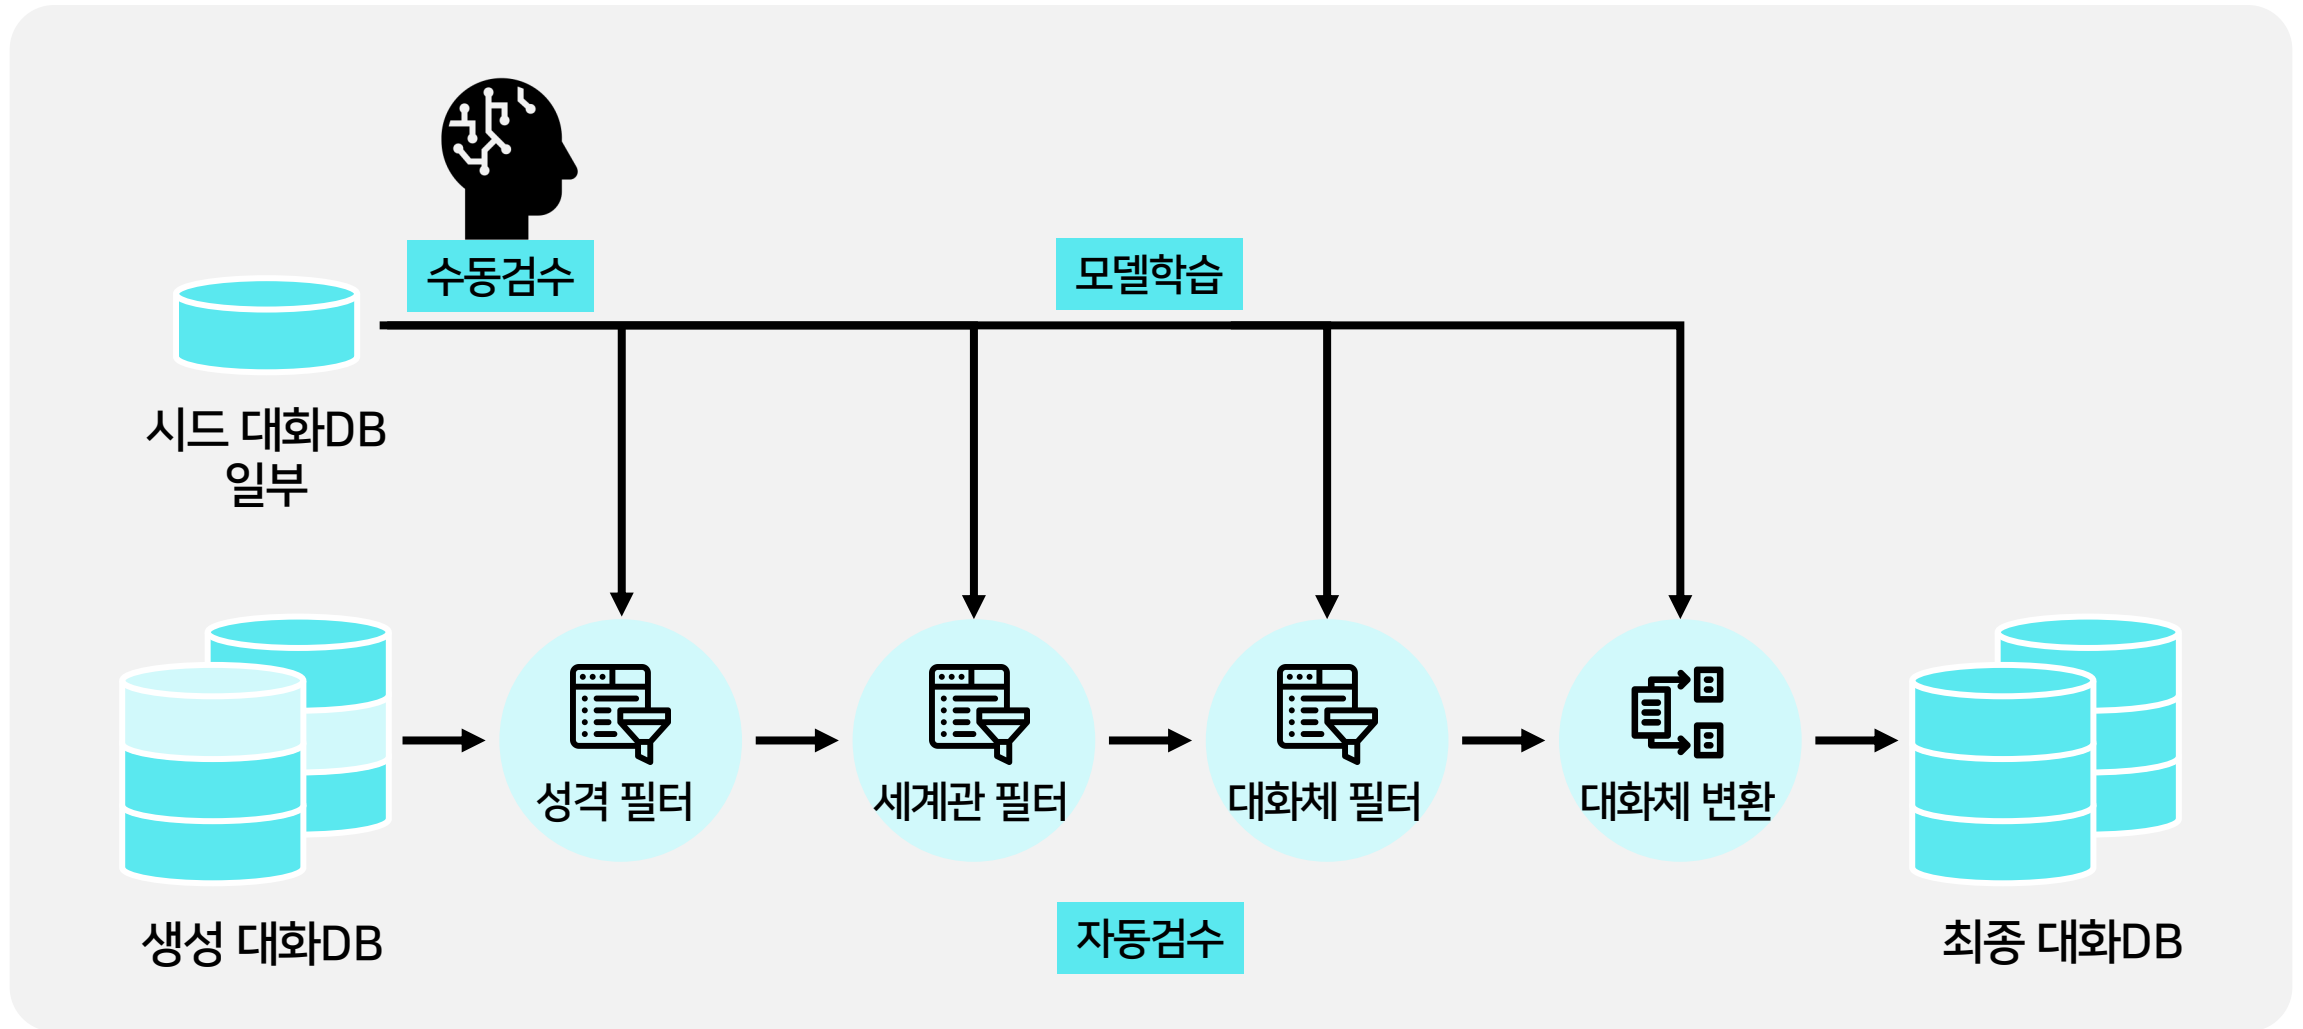 수동검수
모델학습
시드 대화DB
일부
성격 필터
세계관 필터
대화체 필터
대화체 변환
생성 대화DB
자동검수
최종 대화DB